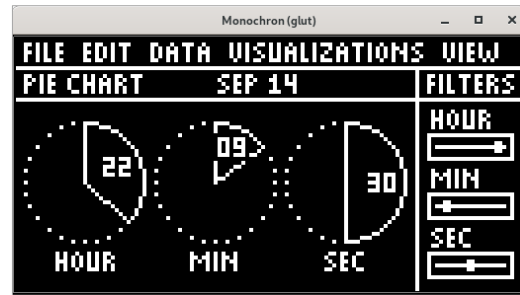 Monochron (glut)
FILE EDIT DATA VISUALIZATIONS VIEW
PIE CHART SEP 14 FILTERS
22 09 30
HOUR MIN SEC
HOUR
MIN
SEC